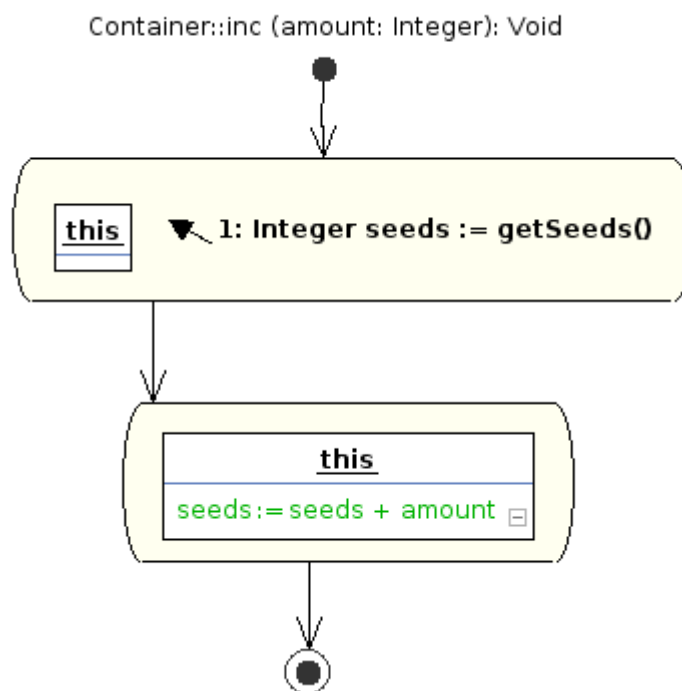 Container::inc (amount: Integer): Void
this
1: Integer seeds := getSeeds()
this
seeds := seeds + amount